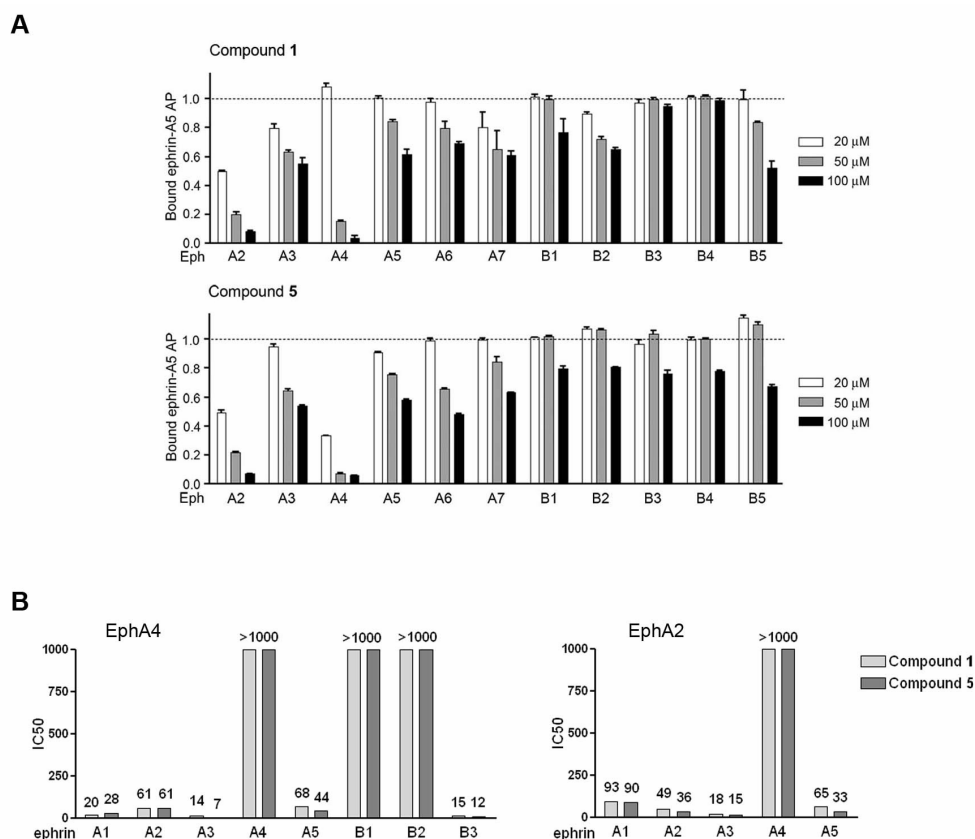 A
Compound 1
Bound ephrin-A5 AP
1.0
0.8
0.6
0.4
0.2
0.0
Eph A2 A3 A4 A5 A6 A7 B1 B2 B3 B4 B5
20 μM
50 μM
100 μM
Compound 5
Bound ephrin-A5 AP
1.0
0.8
0.6
0.4
0.2
0.0
Eph A2 A3 A4 A5 A6 A7 B1 B2 B3 B4 B5
20 μM
50 μM
100 μM
B
EphA4
IC50
1000
750
500
250
0
20 28 61 61 14 7 >1000 68 44 >1000 >1000 15 12
ephrin A1 A2 A3 A4 A5 B1 B2 B3
EphA2
IC50
1000
750
500
250
0
93 90 49 36 18 15 >1000 65 33
ephrin A1 A2 A3 A4 A5
Compound 1
Compound 5